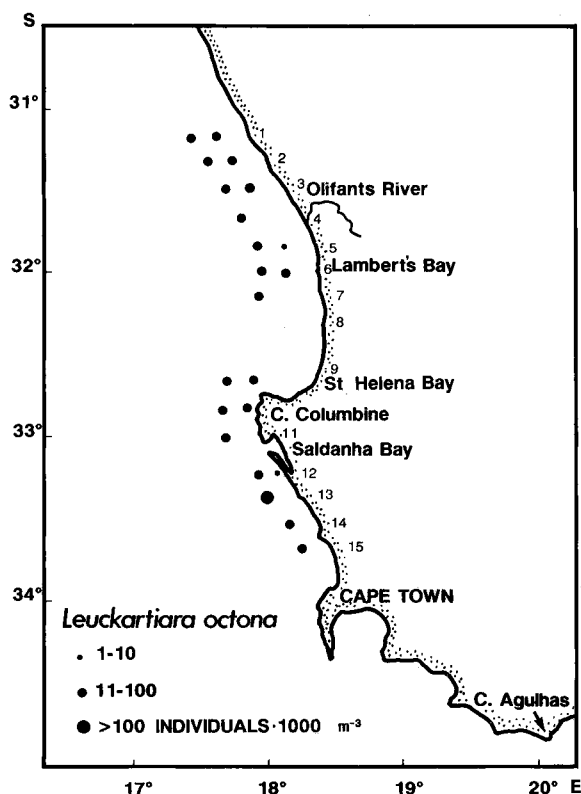 S
31°
1
2
3
Olifants River
4
5
32°
6
Lambert's Bay
7
8
9
St Helena Bay
C. Columbine
33°
11
Saldanha Bay
12
13
14
15
34°
CAPE TOWN
Leuckartiara octona
1-10
11-100
>100 INDIVIDUALS·1000 m⁻³
C. Agulhas
17° 18° 19° 20° E